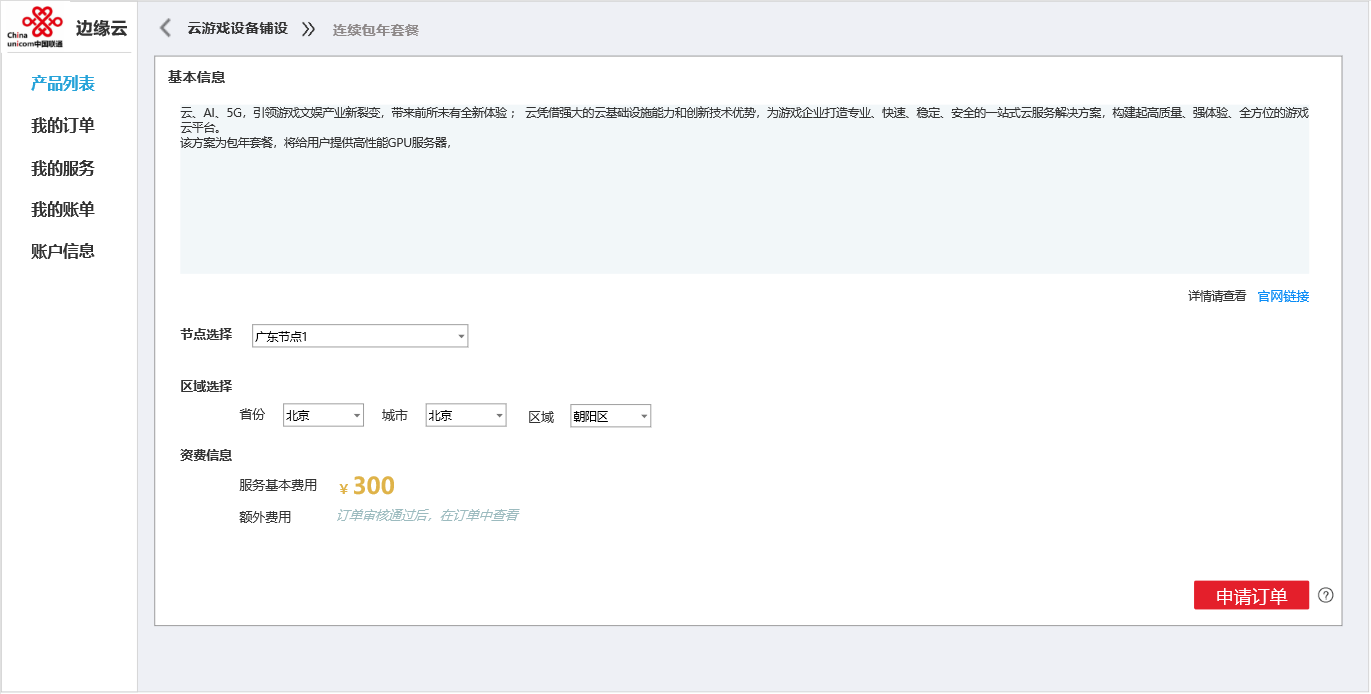 China
unicom中国联通
边缘云
云游戏设备铺设
连续包年套餐
产品列表
我的订单
我的服务
我的账单
账户信息
基本信息
云、AI、5G，引领游戏文娱产业新裂变，带来前所未有全新体验； 云凭借强大的云基础设施能力和创新技术优势，为游戏企业打造专业、快速、稳定、安全的一站式云服务解决方案，构建起高质量、强体验、全方位的游戏
云平台。
该方案为包年套餐，将给用户提供高性能GPU服务器，
详情请查看 官网链接
节点选择 广东节点1
区域选择
省份 北京 城市 北京 区域 朝阳区
资费信息
服务基本费用 ￥300
额外费用 订单审核通过后，在订单中查看
申请订单 ?